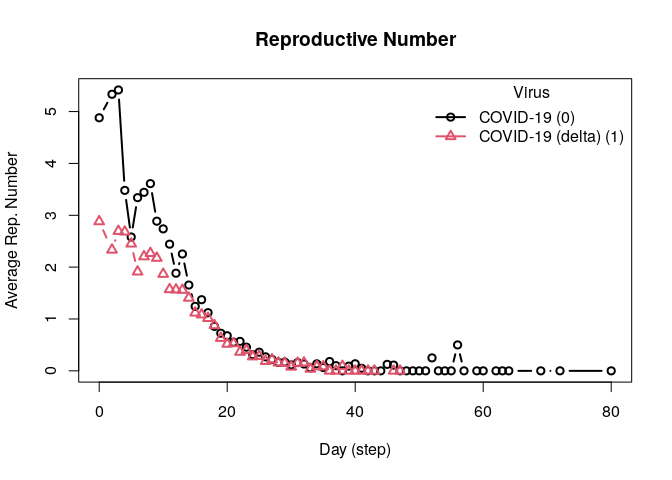 Reproductive Number
Average Rep. Number
5
4
3
2
1
0
Virus
COVID-19 (0)
COVID-19 (delta) (1)
0 20 40 60 80
Day (step)